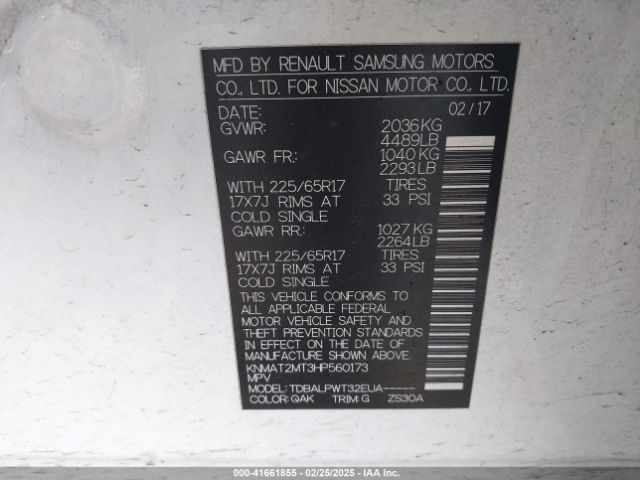 MFD BY RENAULT SAMSUNG MOTORS
CO., LTD. FOR NISSAN MOTOR CO., LTD.
DATE: 02/17
GVWR: 2036KG
4489LB
GAWR FR.: 1040KG
2293LB
WITH 225/65R17 TIRES
17X7J RIMS AT 33 PSI
COLD SINGLE
GAWR RR.: 1027KG
2264LB
WITH 225/65R17 TIRES
17X7J RIMS AT 33 PSI
COLD SINGLE
THIS VEHICLE CONFORMS TO
ALL APPLICABLE FEDERAL
MOTOR VEHICLE SAFETY AND
THEFT PREVENTION STANDARDS
IN EFFECT ON THE DATE OF
MANUFACTURE SHOWN ABOVE
KNMAT2MT3HP560173
MPV
MODEL:TDBALPWT32EUA-----
COLOR:QAK TRIM:G ZS30A
000-41661855 - 02/25/2025 - IAA Inc.